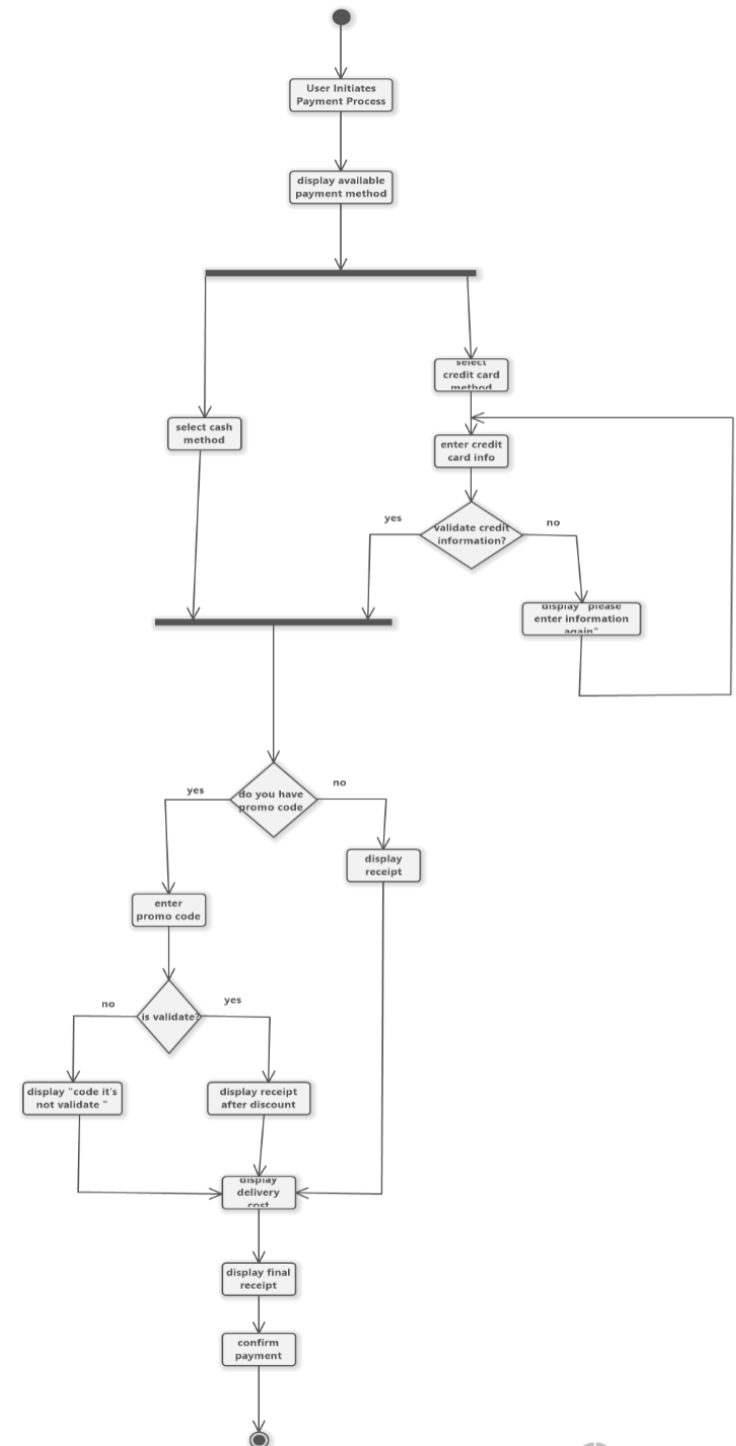 User Initiates
Payment Process
display available
payment method
select
credit card
method
select cash
method
enter credit
card info
yes
validate credit
information?
no
display "please
enter information
again"
yes
do you have
promo code
no
display
receipt
enter
promo code
no
is validate?
yes
display "code it's
not validate "
display receipt
after discount
display
delivery
cost
display final
receipt
confirm
payment